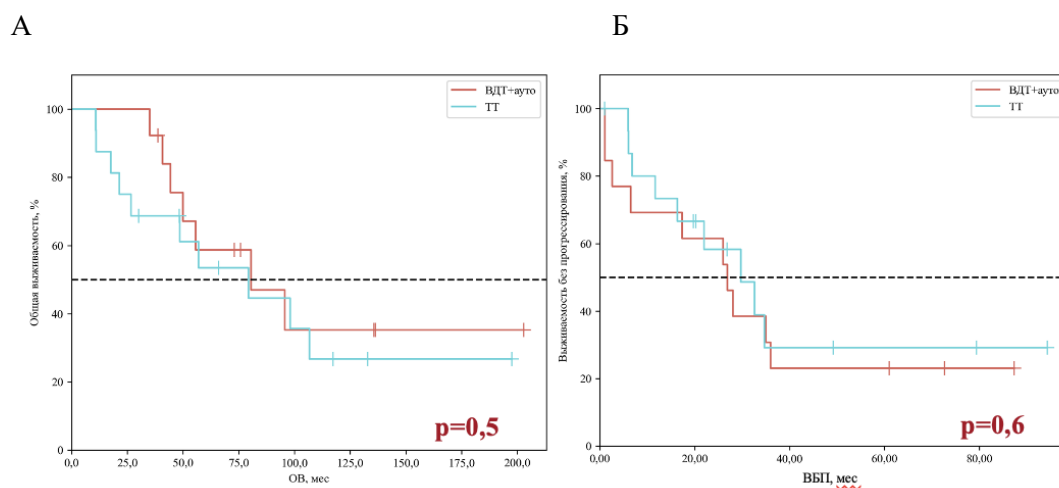 А
Б
Общая выживаемость, %
100
80
60
40
20
0
0,0
25,0
50,0
75,0
100,0
125,0
150,0
175,0
200,0
ОВ, мес
ВДТ+ауто
ТТ
p=0,5
Выживаемость без прогрессирования, %
100
80
60
40
20
0
0,00
20,00
40,00
60,00
80,00
ВБП, мес
ВДТ+ауто
ТТ
p=0,6